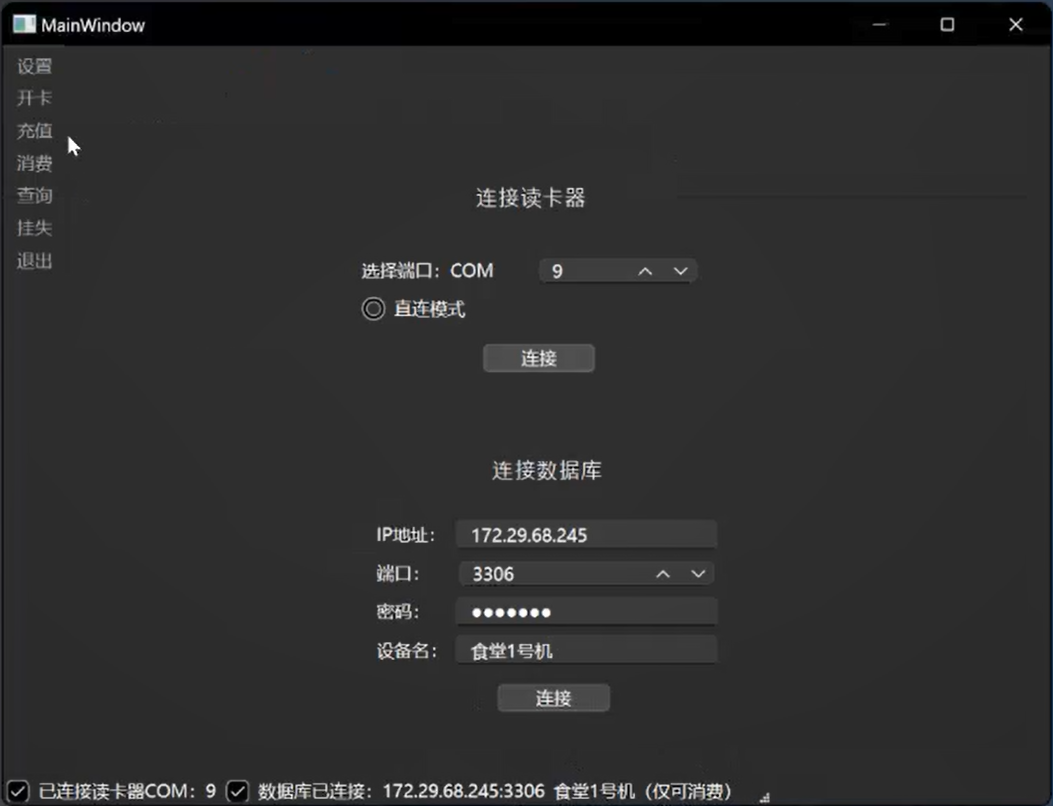 MainWindow
设置
开卡
充值
消费
查询
挂失
退出
连接读卡器
选择端口：COM 9
直连模式
连接
连接数据库
IP地址： 172.29.68.245
端口： 3306
密码： ●●●●●●●
设备名： 食堂1号机
连接
已连接读卡器COM：9 数据库已连接：172.29.68.245:3306 食堂1号机（仅可消费）